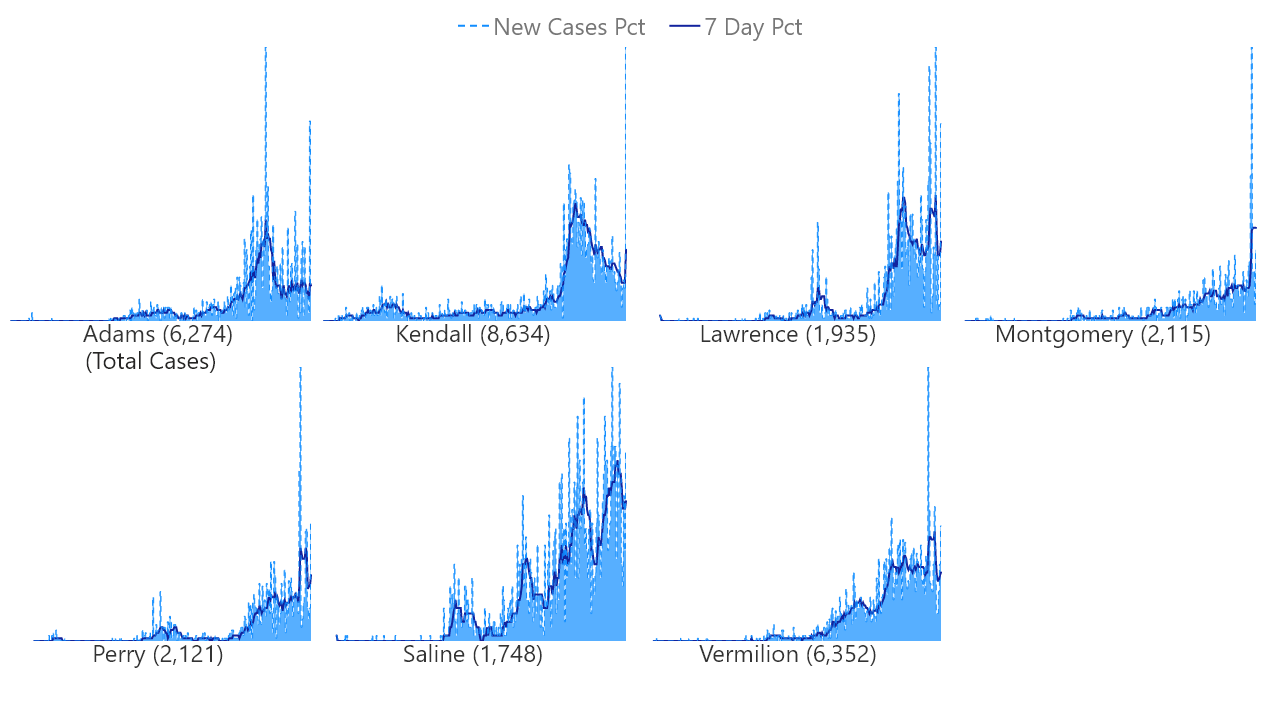 New Cases Pct 7 Day Pct
Adams (6,274)
(Total Cases)
Kendall (8,634)
Lawrence (1,935)
Montgomery (2,115)
Perry (2,121)
Saline (1,748)
Vermilion (6,352)